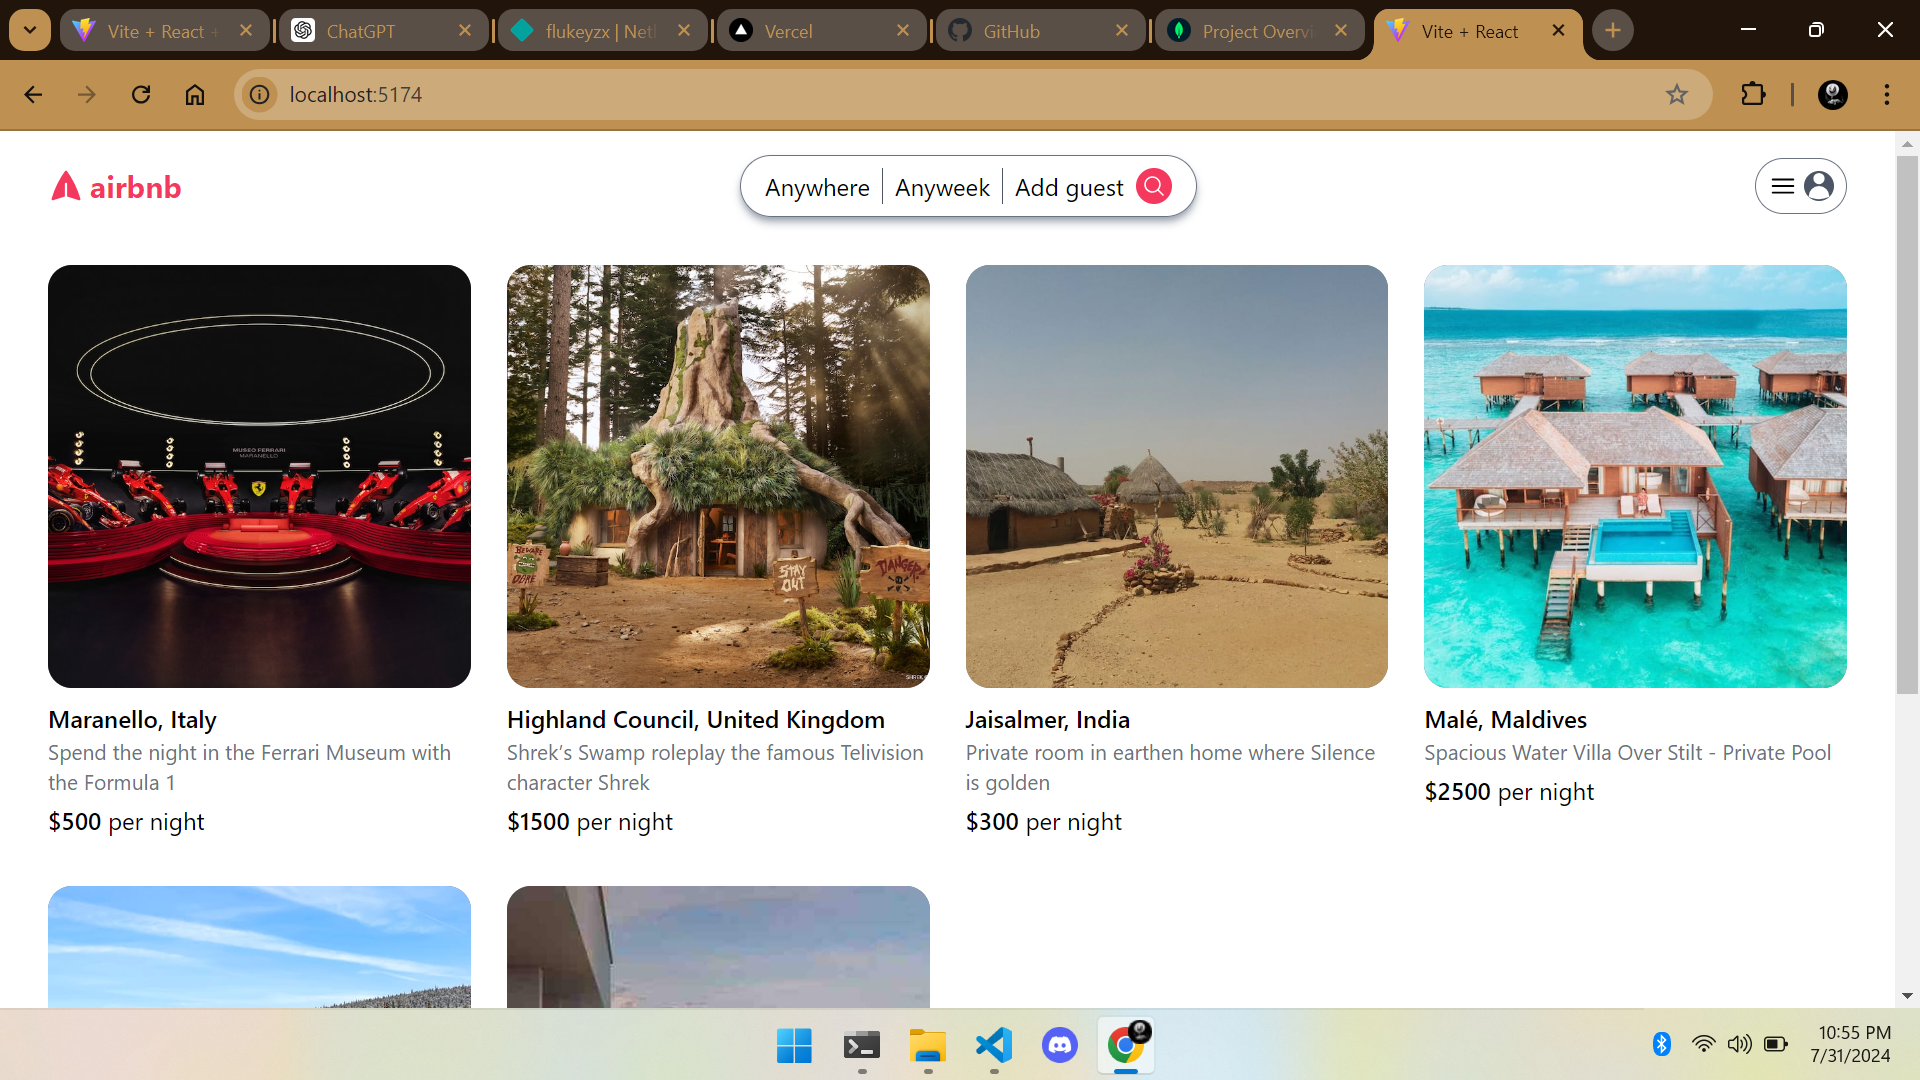 Vite + React +
ChatGPT
flukeyzx | Netl
Vercel
GitHub
Project Overvi
Vite + React
localhost:5174
airbnb
Anywhere
Anyweek
Add guest
MUSEO FERRARI
MARANELLO
BEWARE
OGRE
STAY
OUT
DANGER!
Maranello, Italy
Spend the night in the Ferrari Museum with
the Formula 1
$500 per night
Highland Council, United Kingdom
Shrek’s Swamp roleplay the famous Telivision
character Shrek
$1500 per night
Jaisalmer, India
Private room in earthen home where Silence
is golden
$300 per night
Malé, Maldives
Spacious Water Villa Over Stilt - Private Pool
$2500 per night
10:55 PM
7/31/2024